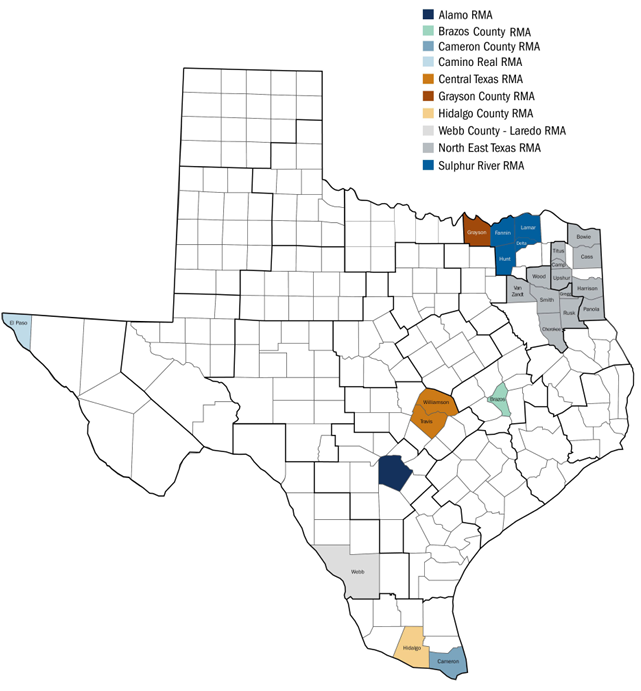 Alamo RMA
Brazos County RMA
Cameron County RMA
Camino Real RMA
Central Texas RMA
Grayson County RMA
Hidalgo County RMA
Webb County - Laredo RMA
North East Texas RMA
Sulphur River RMA
Grayson
Fannin
Lamar
Delta
Hunt
Bowie
Titus
Cass
Camp
Wood
Upshur
Van
Zandt
Smith
Gregg
Harrison
Rusk
Panola
Cherokee
El Paso
Williamson
Travis
Brazos
Webb
Hidalgo
Cameron